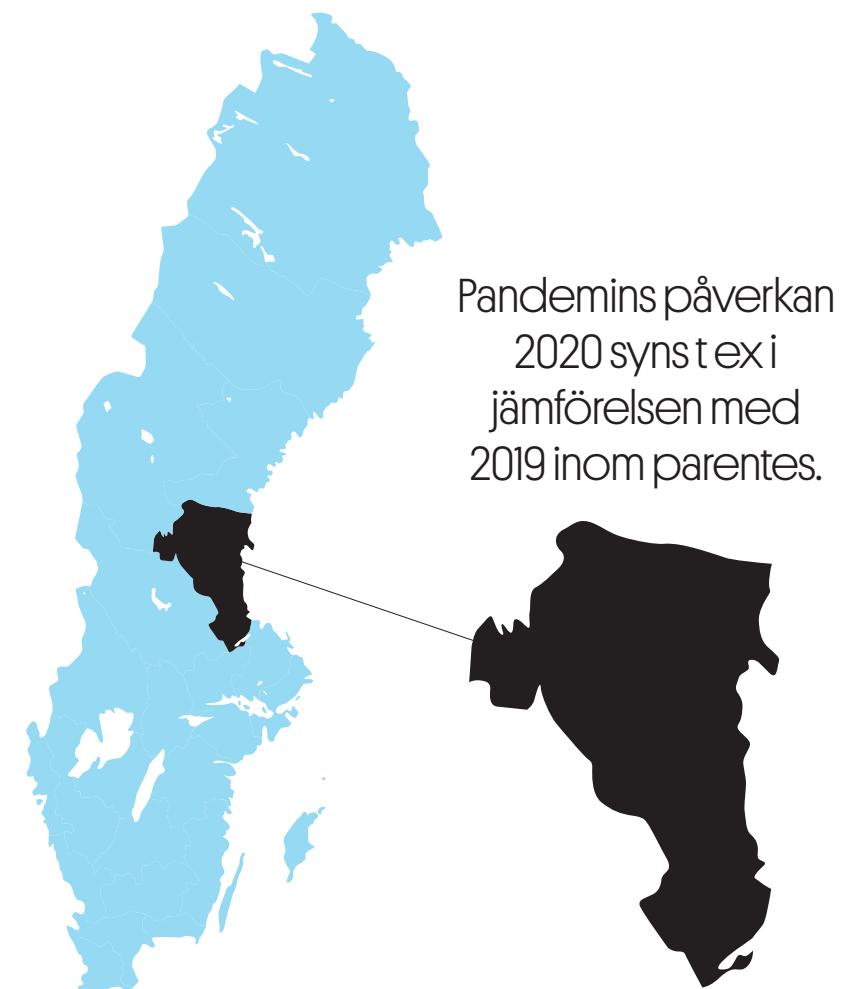 Pandemins påverkan
2020 syns t ex i
jämförelsen med
2019 inom parentes.